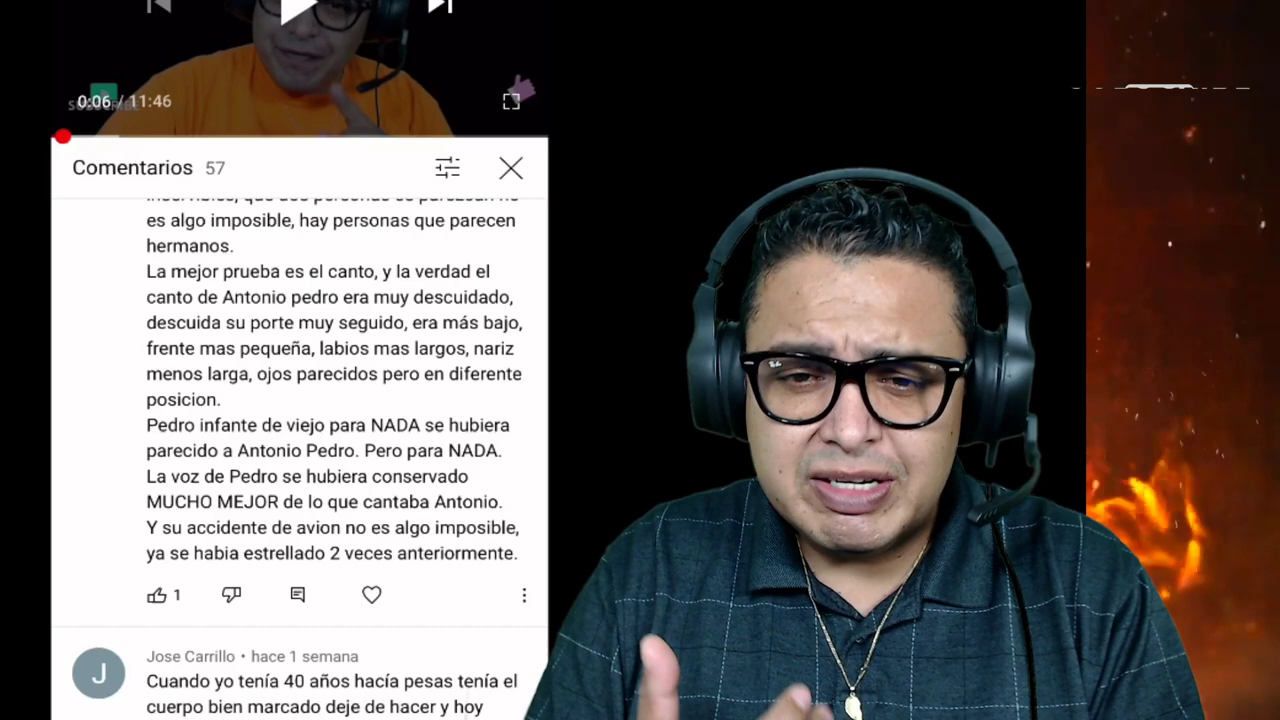 0:06 / 11:46
Comentarios 57
es algo imposible, hay personas que parecen
hermanos.
La mejor prueba es el canto, y la verdad el
canto de Antonio pedro era muy descuidado,
descuida su porte muy seguido, era más bajo,
frente mas pequeña, labios mas largos, nariz
menos larga, ojos parecidos pero en diferente
posicion.
Pedro infante de viejo para NADA se hubiera
parecido a Antonio Pedro. Pero para NADA.
La voz de Pedro se hubiera conservado
MUCHO MEJOR de lo que cantaba Antonio.
Y su accidente de avion no es algo imposible,
ya se habia estrellado 2 veces anteriormente.
1
J
Jose Carrillo • hace 1 semana
Cuando yo tenía 40 años hacía pesas tenía el
cuerpo bien marcado deje de hacer y hoy